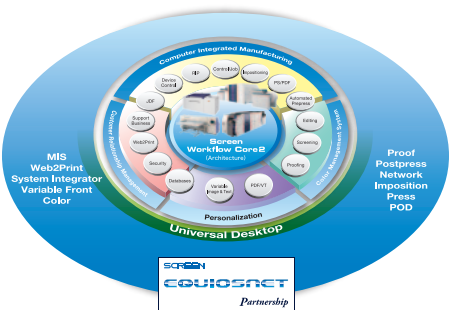 Computer Integrated Manufacturing
Device
Control
RIP
Control/Job
Impositioning
PS/PDF
Automated
Prepress
JDF
Support
Business
Web2Print
Security
Databases
Variable
Image & Text
PDF/VT
Proofing
Screening
Editing
Customer Relationship Management
Color Management System
Screen
Workflow Core2
(Architecture)
Personalization
Universal Desktop
MIS
Web2Print
System Integrator
Variable Front
Color
Proof
Postpress
Network
Imposition
Press
POD
SCREEN
EQUIOSNET
Partnership